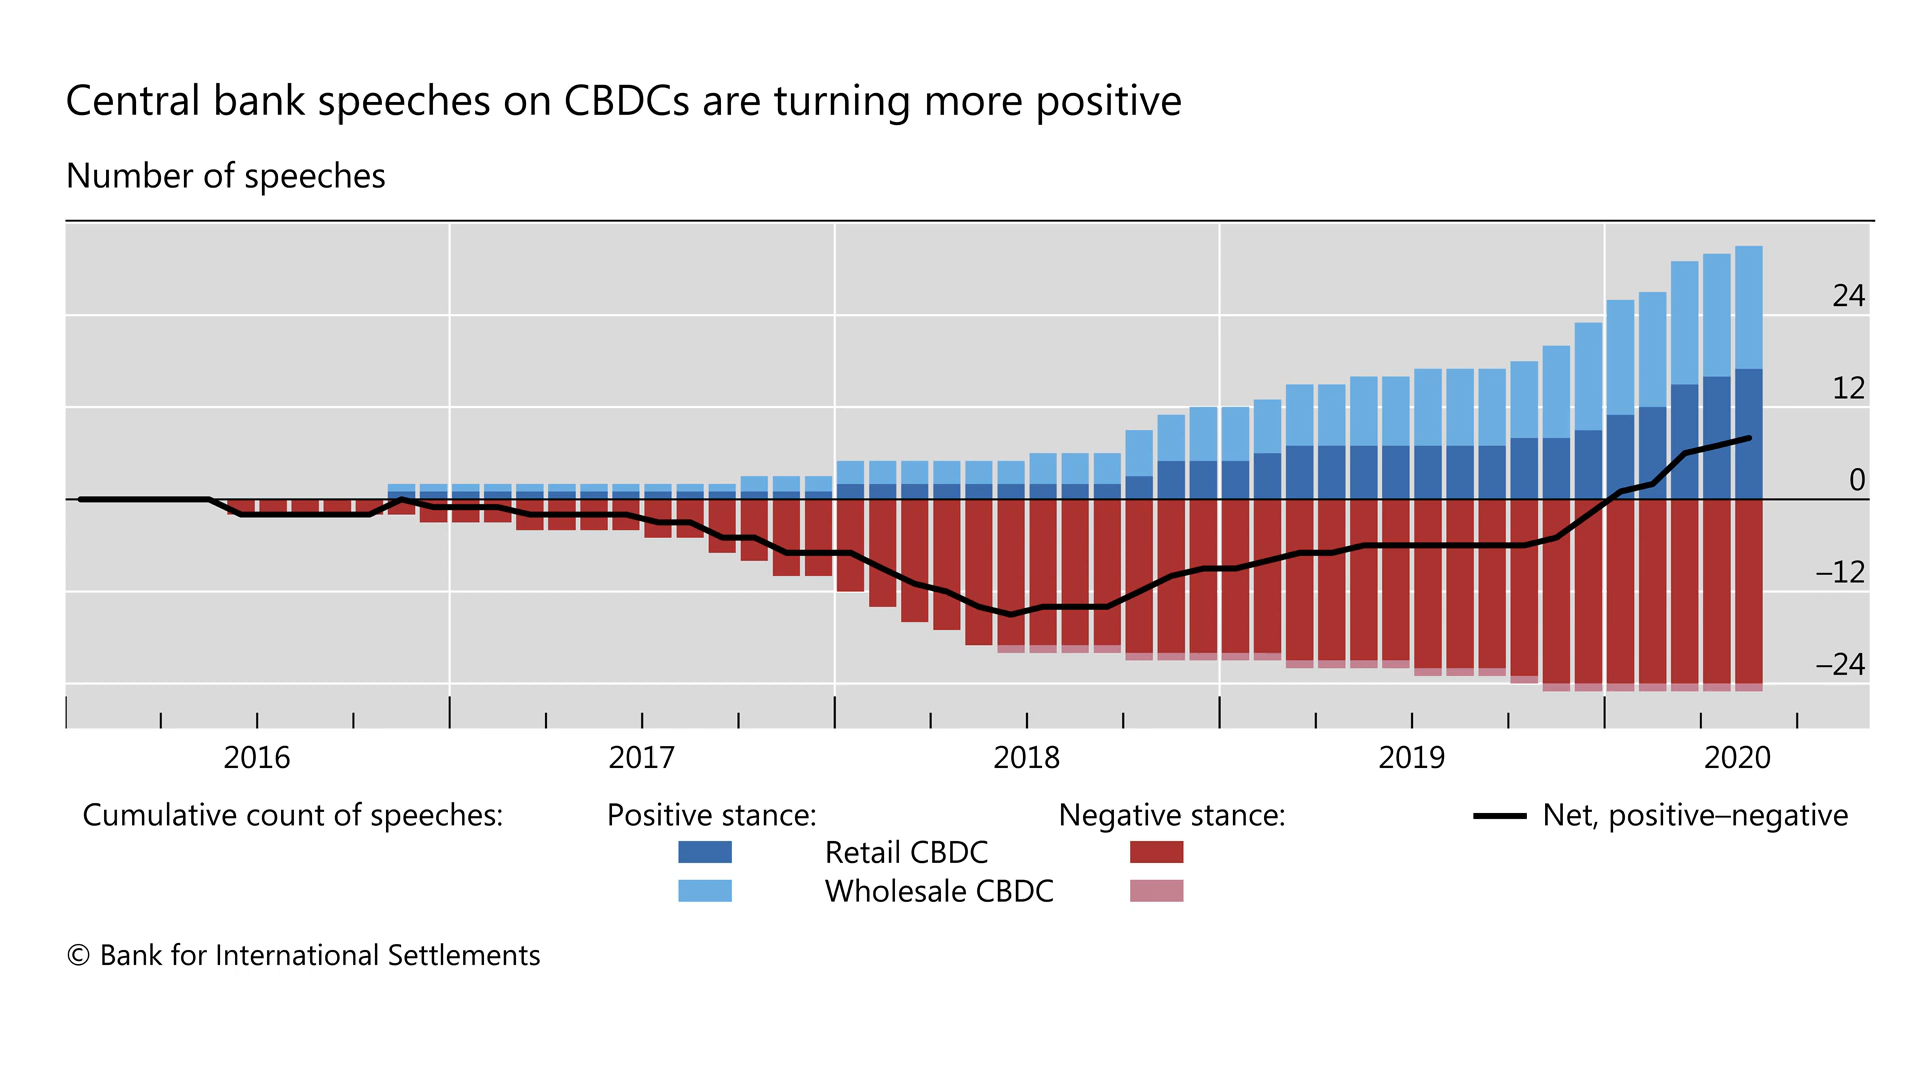 Central bank speeches on CBDCs are turning more positive
Number of speeches
24
12
0
–12
–24
2016 2017 2018 2019 2020
Cumulative count of speeches: Positive stance: Negative stance: Net, positive–negative
Retail CBDC
Wholesale CBDC
© Bank for International Settlements